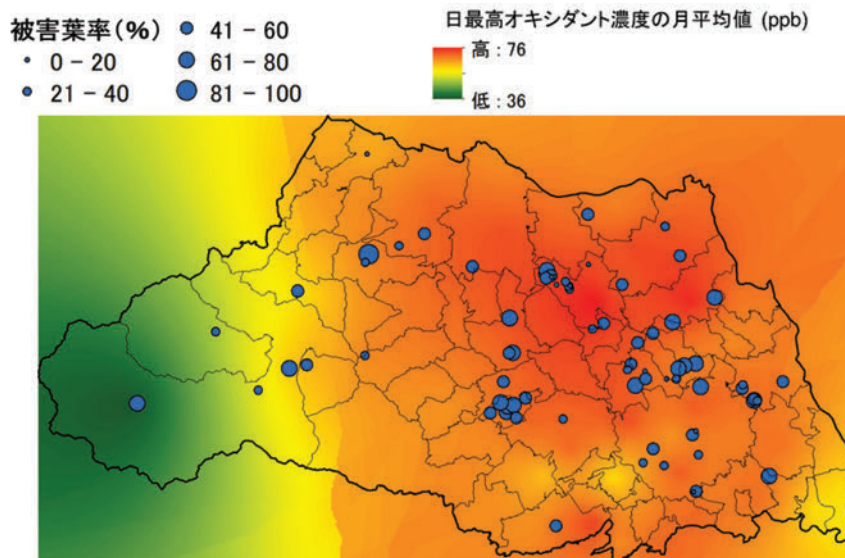 被害葉率(%)
0 – 20
21 – 40
41 – 60
61 – 80
81 – 100
日最高オキシダント濃度の月平均値 (ppb)
高 : 76
低 : 36